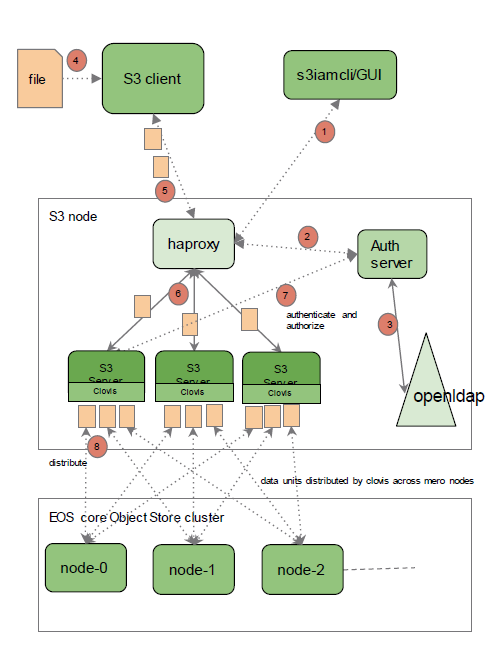 4
file
S3 client
s3iamcli/GUI
1
5
S3 node
haproxy
2
Auth
server
6
7
authenticate and
authorize
3
S3
Server
Clovis
S3
Server
Clovis
S3
Server
Clovis
openldap
8
distribute
data units distributed by clovis across mero nodes
EOS core Object Store cluster
node-0
node-1
node-2